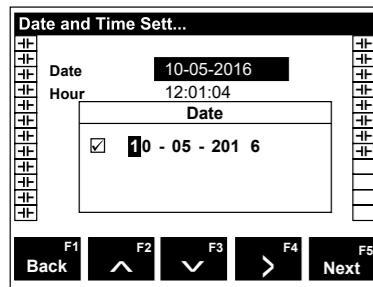 Date and Time Sett...
Date 10-05-2016
Hour 12:01:04
Date
10 - 05 - 201 6
F1 F2 F3 F4 F5
Back Next